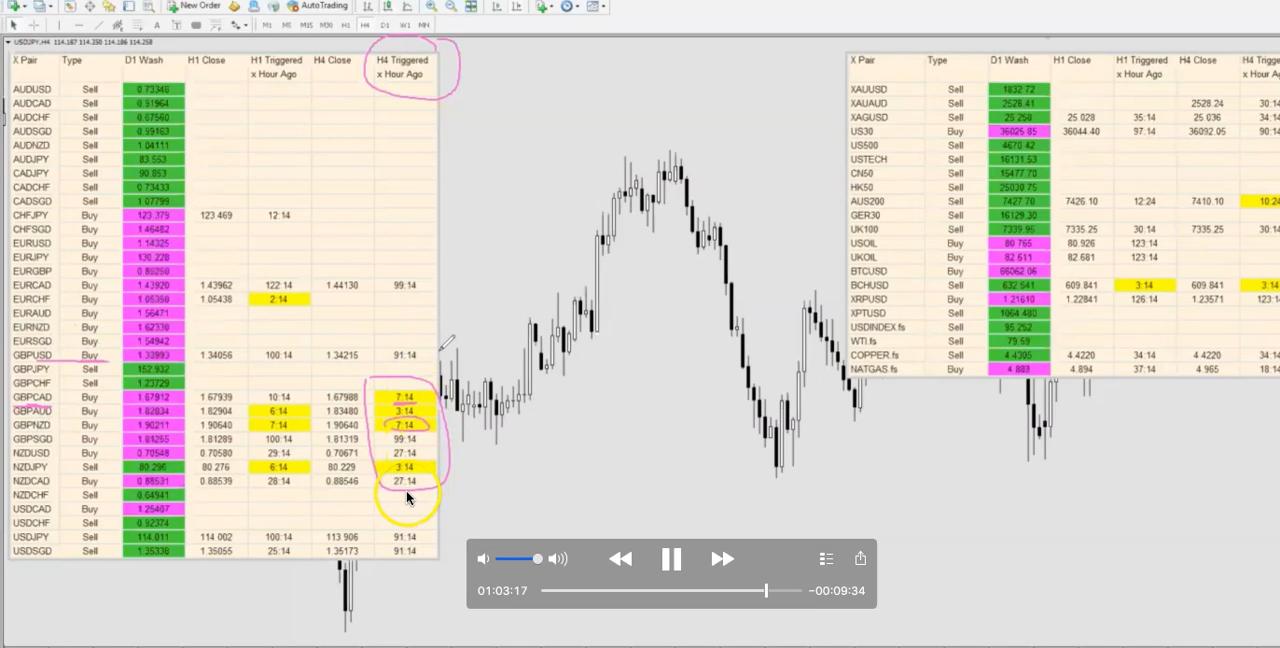 New Order AutoTrading
M1 M5 M15 M30 H1 H4 D1 W1 MN
USDJPY,H4 114.187 114.250 114.186 114.250
X Pair Type D1 Wash H1 Close H1 Triggered x Hour Ago H4 Close H4 Triggered x Hour Ago
AUDUSD Sell 0.73346
AUDCAD Sell 0.91964
AUDCHF Sell 0.67560
AUDSGD Sell 0.99163
AUDNZD Sell 1.04111
AUDJPY Sell 83.553
CADJPY Sell 90.853
CADCHF Sell 0.73433
CADSGD Sell 1.07799
CHFJPY Buy 123.379 123.469 12:14
CHFSGD Buy 1.46482
EURUSD Buy 1.14325
EURJPY Buy 130.228
EURGBP Buy
EURCAD Buy 1.43920 1.43962 122:14 1.44130 99:14
EURCHF Buy 1.05350 1.05438 2:14
EURAUD Buy 1.56471
EURNZD Buy 1.62330
EURSGD Buy 1.54942
GBPUSD Buy 1.33993 1.34056 100:14 1.34215 91:14
GBPJPY Sell 152.932
GBPCHF Sell 1.23729
GBPCAD Buy 1.67912 1.67939 10:14 1.67988 7:14
GBPAUD Buy 1.82834 1.82904 6:14 1.83480 3:14
GBPNZD Buy 1.90211 1.90640 7:14 1.90640 7:14
GBPSGD Buy 1.81265 1.81289 100:14 1.81319 99:14
NZDUSD Buy 0.70548 0.70580 29:14 0.70671 27:14
NZDJPY Sell 80.296 80.276 6:14 80.229 3:14
NZDCAD Buy 0.88531 0.88539 28:14 0.88546 27:14
NZDCHF Sell 0.64941
USDCAD Buy 1.25407
USDCHF Sell 0.92374
USDJPY Sell 114.011 114.002 100:14 113.906 91:14
USDSGD Sell 1.35338 1.35055 25:14 1.35173 91:14
X Pair Type D1 Wash H1 Close H1 Triggered x Hour Ago H4 Close H4 Trigge x Hour A
XAUUSD Sell 1832.72
XAUAUD Sell 2528.41 2528.24 30:14
XAGUSD Sell 25.250 25.028 35:14 25.036 34:14
US30 Buy 36025.85 36044.40 97:14 36092.05 90:14
US500 Sell 4670.42
USTECH Sell 16131.53
CN50 Sell 15477.70
HK50 Sell 25030.75
AUS200 Sell 7427.70 7426.10 12:24 7410.10 10:24
GER30 Sell 16129.30
UK100 Sell 7339.95 7335.25 30:14 7335.25 30:14
USOIL Buy 80.765 80.926 123:14
UKOIL Buy 82.611 82.681 123:14
BTCUSD Buy 66062.06
BCHUSD Sell 632.541 609.841 3:14 609.841 3:14
XRPUSD Buy 1.21610 1.22841 126:14 1.23571 123:1
XPTUSD Sell 1064.480
USDINDEX.fs Sell 95.252
WTI.fs Sell 79.59
COPPER.fs Sell 4.4305 4.4220 34:14 4.4220 34:14
NATGAS.fs Buy 4.883 4.894 37:14 4.965 18:14
01:03:17 −00:09:34